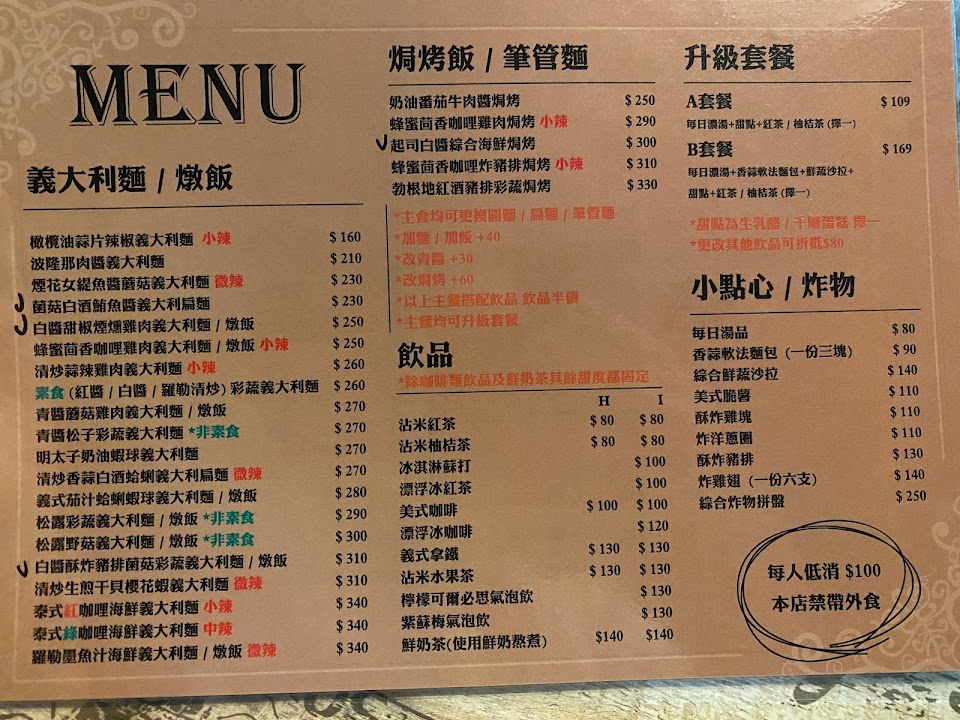 MENU
義大利麵 / 燉飯
橄欖油蒜片辣椒義大利麵 小辣 $ 160
波隆那肉醬義大利麵 $ 210
煙花女鯷魚醬蘑菇義大利麵 微辣 $ 230
菌菇白酒鮪魚醬義大利扁麵 $ 230
白醬甜椒煙燻雞肉義大利麵 / 燉飯 $ 250
蜂蜜茴香咖哩雞肉義大利麵 / 燉飯 小辣 $ 250
清炒蒜辣雞肉義大利麵 小辣 $ 260
素食 (紅醬 / 白醬 / 羅勒清炒) 彩蔬義大利麵 $ 260
青醬蘑菇雞肉義大利麵 / 燉飯 $ 270
青醬松子彩蔬義大利麵 *非素食 $ 270
明太子奶油蝦球義大利麵 $ 270
清炒香蒜白酒蛤蜊義大利扁麵 微辣 $ 270
義式茄汁蛤蜊蝦球義大利麵 / 燉飯 $ 280
松露彩蔬義大利麵 / 燉飯 *非素食 $ 290
松露野菇義大利麵 / 燉飯 *非素食 $ 300
白醬酥炸豬排菌菇彩蔬義大利麵 / 燉飯 $ 310
清炒生煎干貝櫻花蝦義大利麵 微辣 $ 310
泰式紅咖哩海鮮義大利麵 小辣 $ 340
泰式綠咖哩海鮮義大利麵 中辣 $ 340
羅勒墨魚汁海鮮義大利麵 / 燉飯 微辣 $ 340
焗烤飯 / 筆管麵
奶油番茄牛肉醬焗烤 $ 250
蜂蜜茴香咖哩雞肉焗烤 小辣 $ 290
起司白醬綜合海鮮焗烤 $ 300
蜂蜜茴香咖哩炸豬排焗烤 小辣 $ 310
勃根地紅酒豬排彩蔬焗烤 $ 330
*主食均可更換圓麵 / 扁麵 / 筆管麵
*加麵 / 加飯 +40
*改青醬 +30
*改焗烤 +60
*以上主餐搭配飲品 飲品半價
*主餐均可升級套餐
飲品
*除咖啡類飲品及鮮奶茶其餘甜度都固定
H I
沾米紅茶 $ 80 $ 80
沾米柚桔茶 $ 80 $ 80
冰淇淋蘇打 $ 100
漂浮冰紅茶 $ 100
美式咖啡 $ 100 $ 100
漂浮冰咖啡 $ 120
義式拿鐵 $ 130 $ 130
沾米水果茶 $ 130 $ 130
檸檬可爾必思氣泡飲 $ 130
紫蘇梅氣泡飲 $ 130
鮮奶茶(使用鮮奶熬煮) $140 $140
升級套餐
A套餐 $ 109
每日濃湯+甜點+紅茶 / 柚桔茶 (擇一)
B套餐 $ 169
每日濃湯+香蒜軟法麵包+鮮蔬沙拉+
甜點+紅茶 / 柚桔茶 (擇一)
*甜點為生乳酪 / 千層蛋糕 擇一
*更改其他飲品可折抵$80
小點心 / 炸物
每日湯品 $ 80
香蒜軟法麵包 (一份三塊) $ 90
綜合鮮蔬沙拉 $ 140
美式脆薯 $ 110
酥炸雞塊 $ 110
炸洋蔥圈 $ 110
酥炸豬排 $ 130
炸雞翅 (一份六支) $ 140
綜合炸物拼盤 $ 250
每人低消 $100
本店禁帶外食